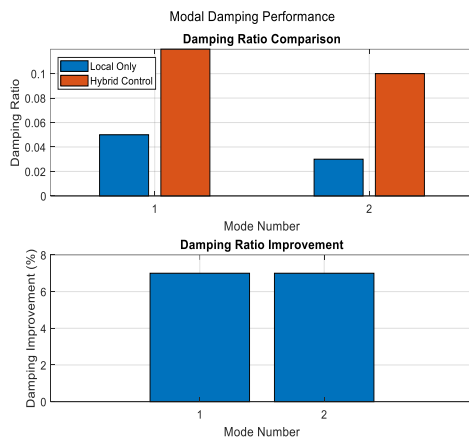 Modal Damping Performance
Damping Ratio Comparison
Local Only
Hybrid Control
Damping Ratio
0.1
0.08
0.06
0.04
0.02
0
1
2
Mode Number
Damping Ratio Improvement
Damping Improvement (%)
8
6
4
2
0
1
2
Mode Number